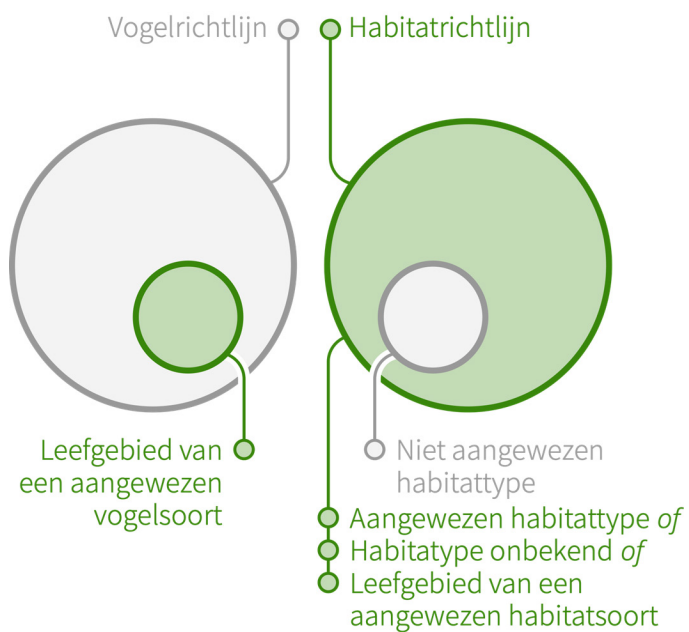 Vogelrichtlijn
Habitatrichtlijn
Leefgebied van
een aangewezen
vogelsoort
Niet aangewezen
habitattype
Aangewezen habitattype of
Habitatype onbekend of
Leefgebied van een
aangewezen habitatsoort